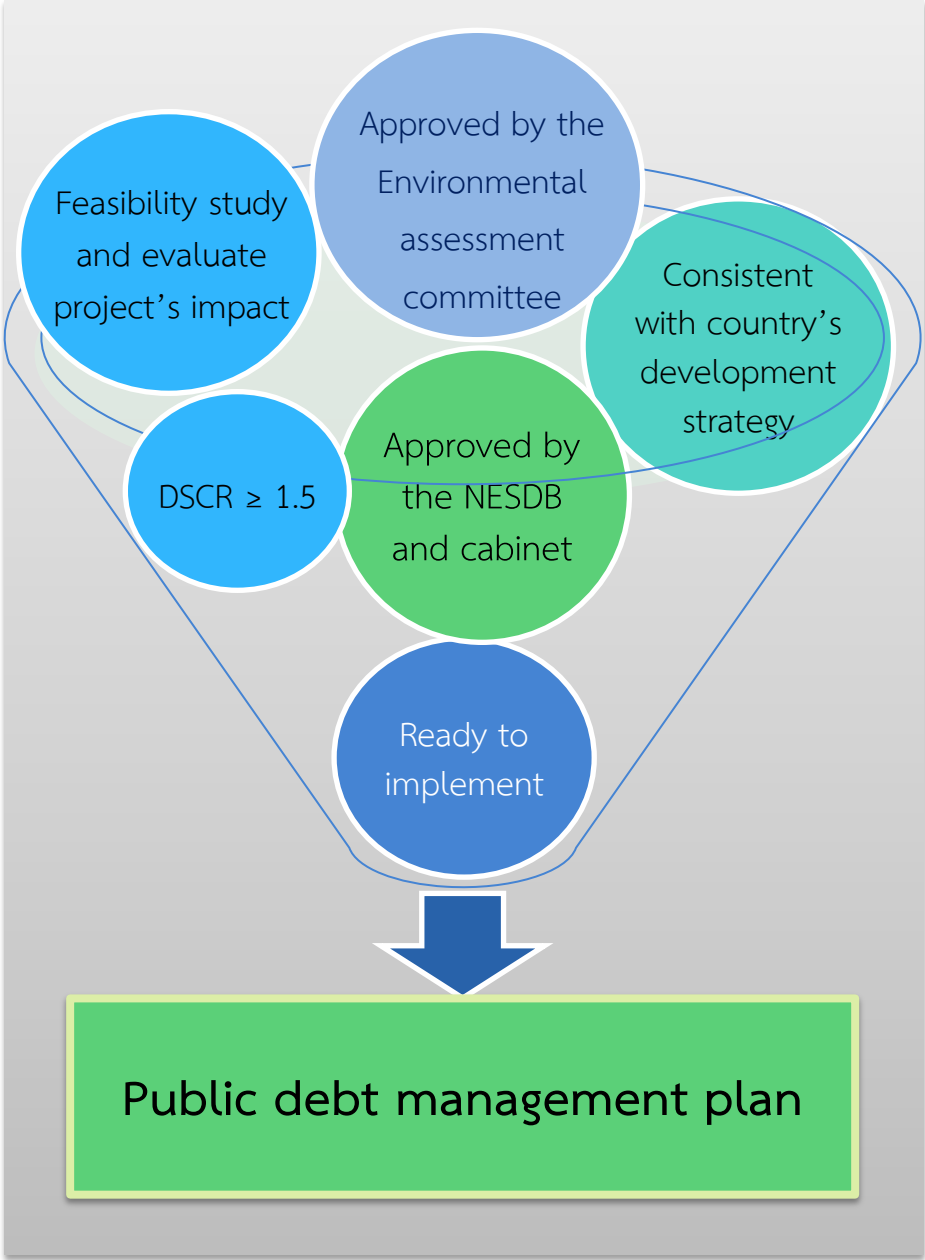 Approved by the
Environmental
assessment
committee
Feasibility study
and evaluate
project’s impact
Consistent
with country’s
development
strategy
Approved by
the NESDB
and cabinet
DSCR ≥ 1.5
Ready to
implement
Public debt management plan